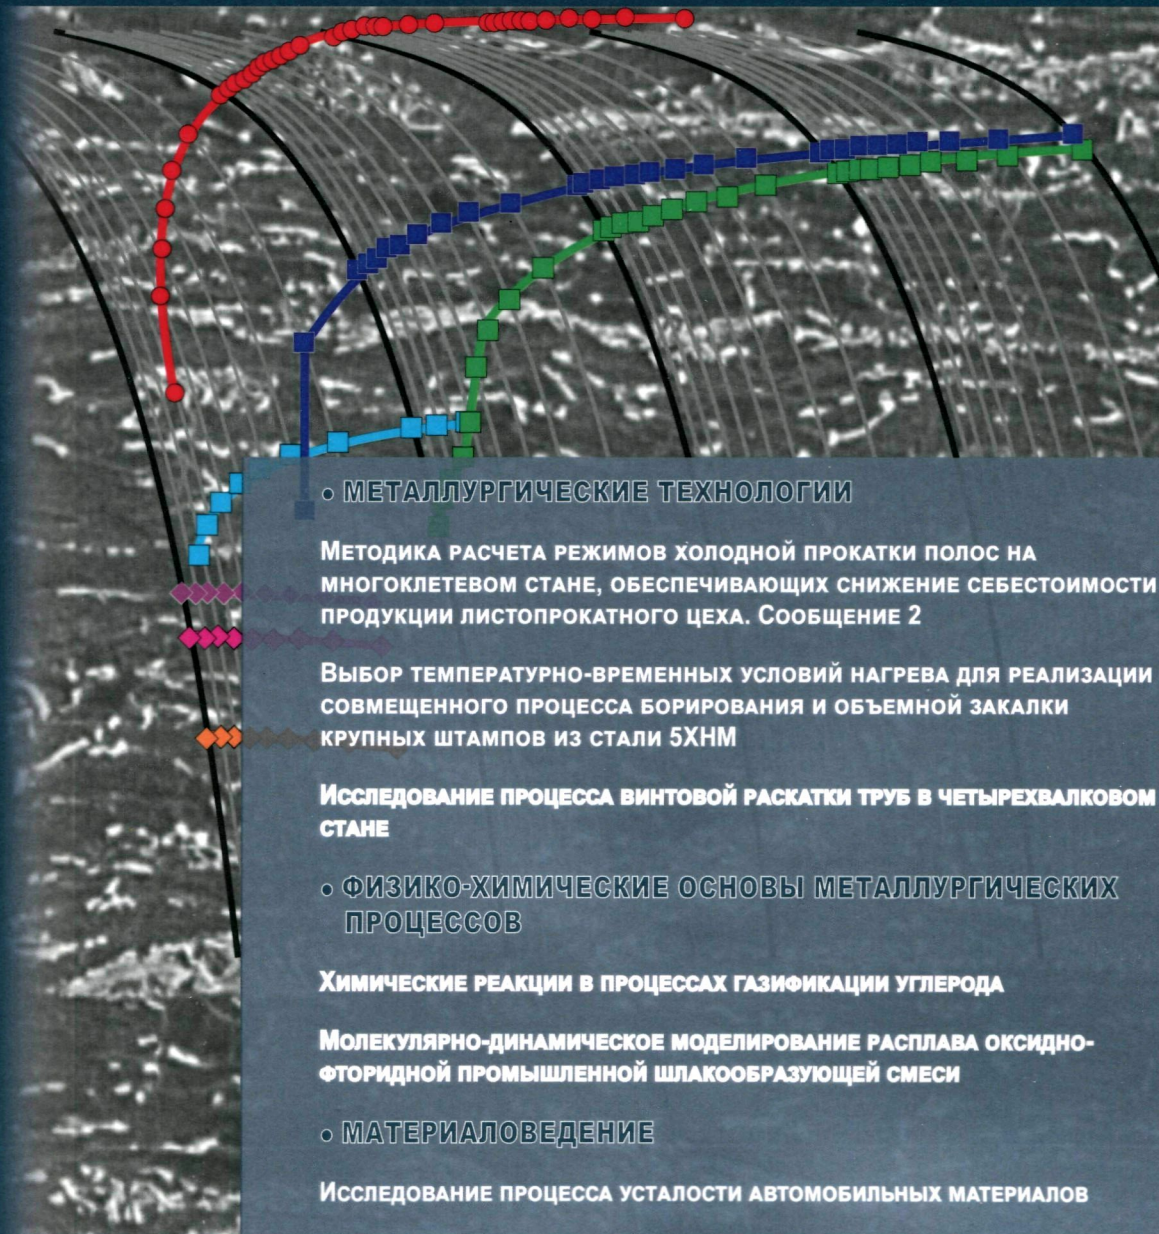 • МЕТАЛЛУРГИЧЕСКИЕ ТЕХНОЛОГИИ
МЕТОДИКА РАСЧЕТА РЕЖИМОВ ХОЛОДНОЙ ПРОКАТКИ ПОЛОС НА
МНОГОКЛЕТЕВОМ СТАНЕ, ОБЕСПЕЧИВАЮЩИХ СНИЖЕНИЕ СЕБЕСТОИМОСТИ
ПРОДУКЦИИ ЛИСТОПРОКАТНОГО ЦЕХА. СООБЩЕНИЕ 2
ВЫБОР ТЕМПЕРАТУРНО-ВРЕМЕННЫХ УСЛОВИЙ НАГРЕВА ДЛЯ РЕАЛИЗАЦИИ
СОВМЕЩЕННОГО ПРОЦЕССА БОРИРОВАНИЯ И ОБЪЕМНОЙ ЗАКАЛКИ
КРУПНЫХ ШТАМПОВ ИЗ СТАЛИ 5ХНМ
ИССЛЕДОВАНИЕ ПРОЦЕССА ВИНТОВОЙ РАСКАТКИ ТРУБ В ЧЕТЫРЕХВАЛКОВОМ
СТАНЕ
• ФИЗИКО-ХИМИЧЕСКИЕ ОСНОВЫ МЕТАЛЛУРГИЧЕСКИХ
ПРОЦЕССОВ
ХИМИЧЕСКИЕ РЕАКЦИИ В ПРОЦЕССАХ ГАЗИФИКАЦИИ УГЛЕРОДА
МОЛЕКУЛЯРНО-ДИНАМИЧЕСКОЕ МОДЕЛИРОВАНИЕ РАСПЛАВА ОКСИДНО-
ФТОРИДНОЙ ПРОМЫШЛЕННОЙ ШЛАКООБРАЗУЮЩЕЙ СМЕСИ
• МАТЕРИАЛОВЕДЕНИЕ
ИССЛЕДОВАНИЕ ПРОЦЕССА УСТАЛОСТИ АВТОМОБИЛЬНЫХ МАТЕРИАЛОВ